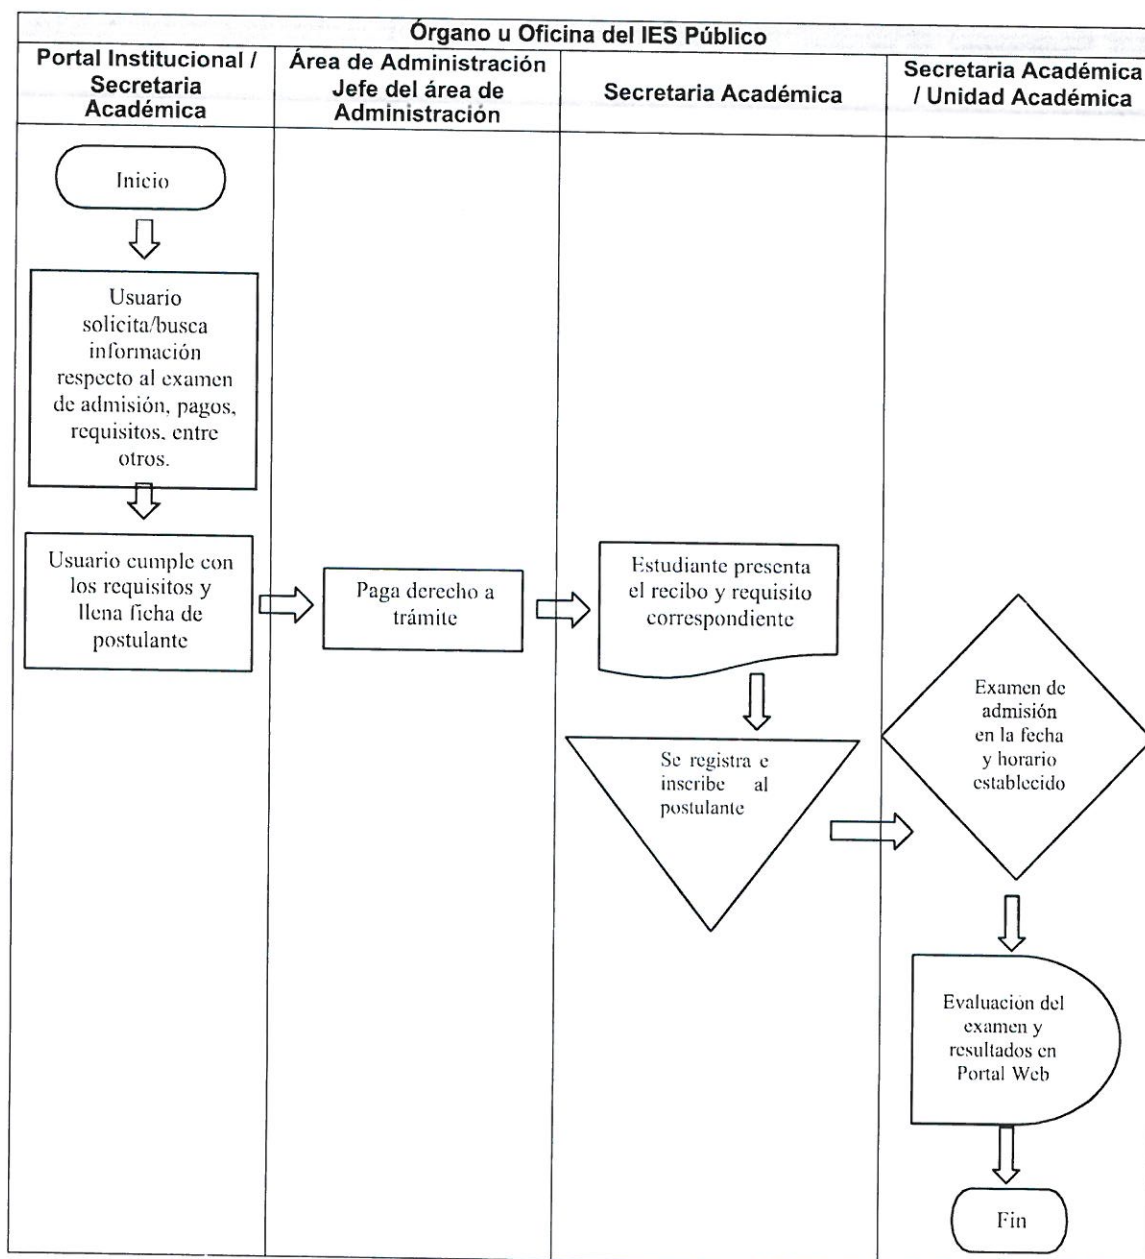 Órgano u Oficina del IES Público
Portal Institucional /
Secretaria
Académica
Área de Administración
Jefe del área de
Administración
Secretaria Académica
Secretaria Académica
/ Unidad Académica
Inicio
Usuario
solicita/busca
información
respecto al examen
de admisión, pagos,
requisitos, entre
otros.
Usuario cumple con
los requisitos y
llena ficha de
postulante
Paga derecho a
trámite
Estudiante presenta
el recibo y requisito
correspondiente
Se registra e
inscribe al
postulante
Examen de
admisión
en la fecha
y horario
establecido
Evaluación del
examen y
resultados en
Portal Web
Fin